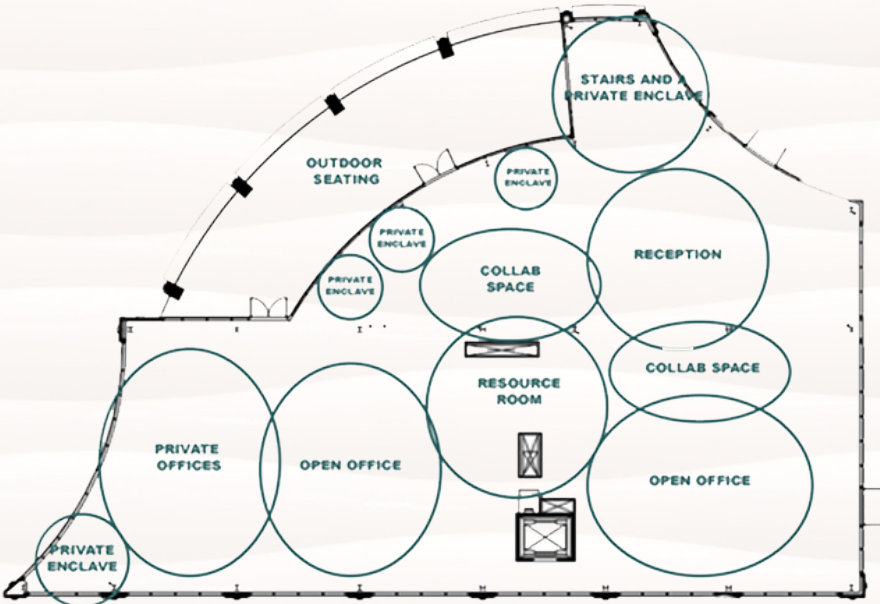 STAIRS AND A
PRIVATE ENCLAVE
OUTDOOR
SEATING
PRIVATE
ENCLAVE
PRIVATE
ENCLAVE
RECEPTION
COLLAB
SPACE
PRIVATE
ENCLAVE
COLLAB SPACE
RESOURCE
ROOM
PRIVATE
OFFICES
OPEN OFFICE
OPEN OFFICE
PRIVATE
ENCLAVE